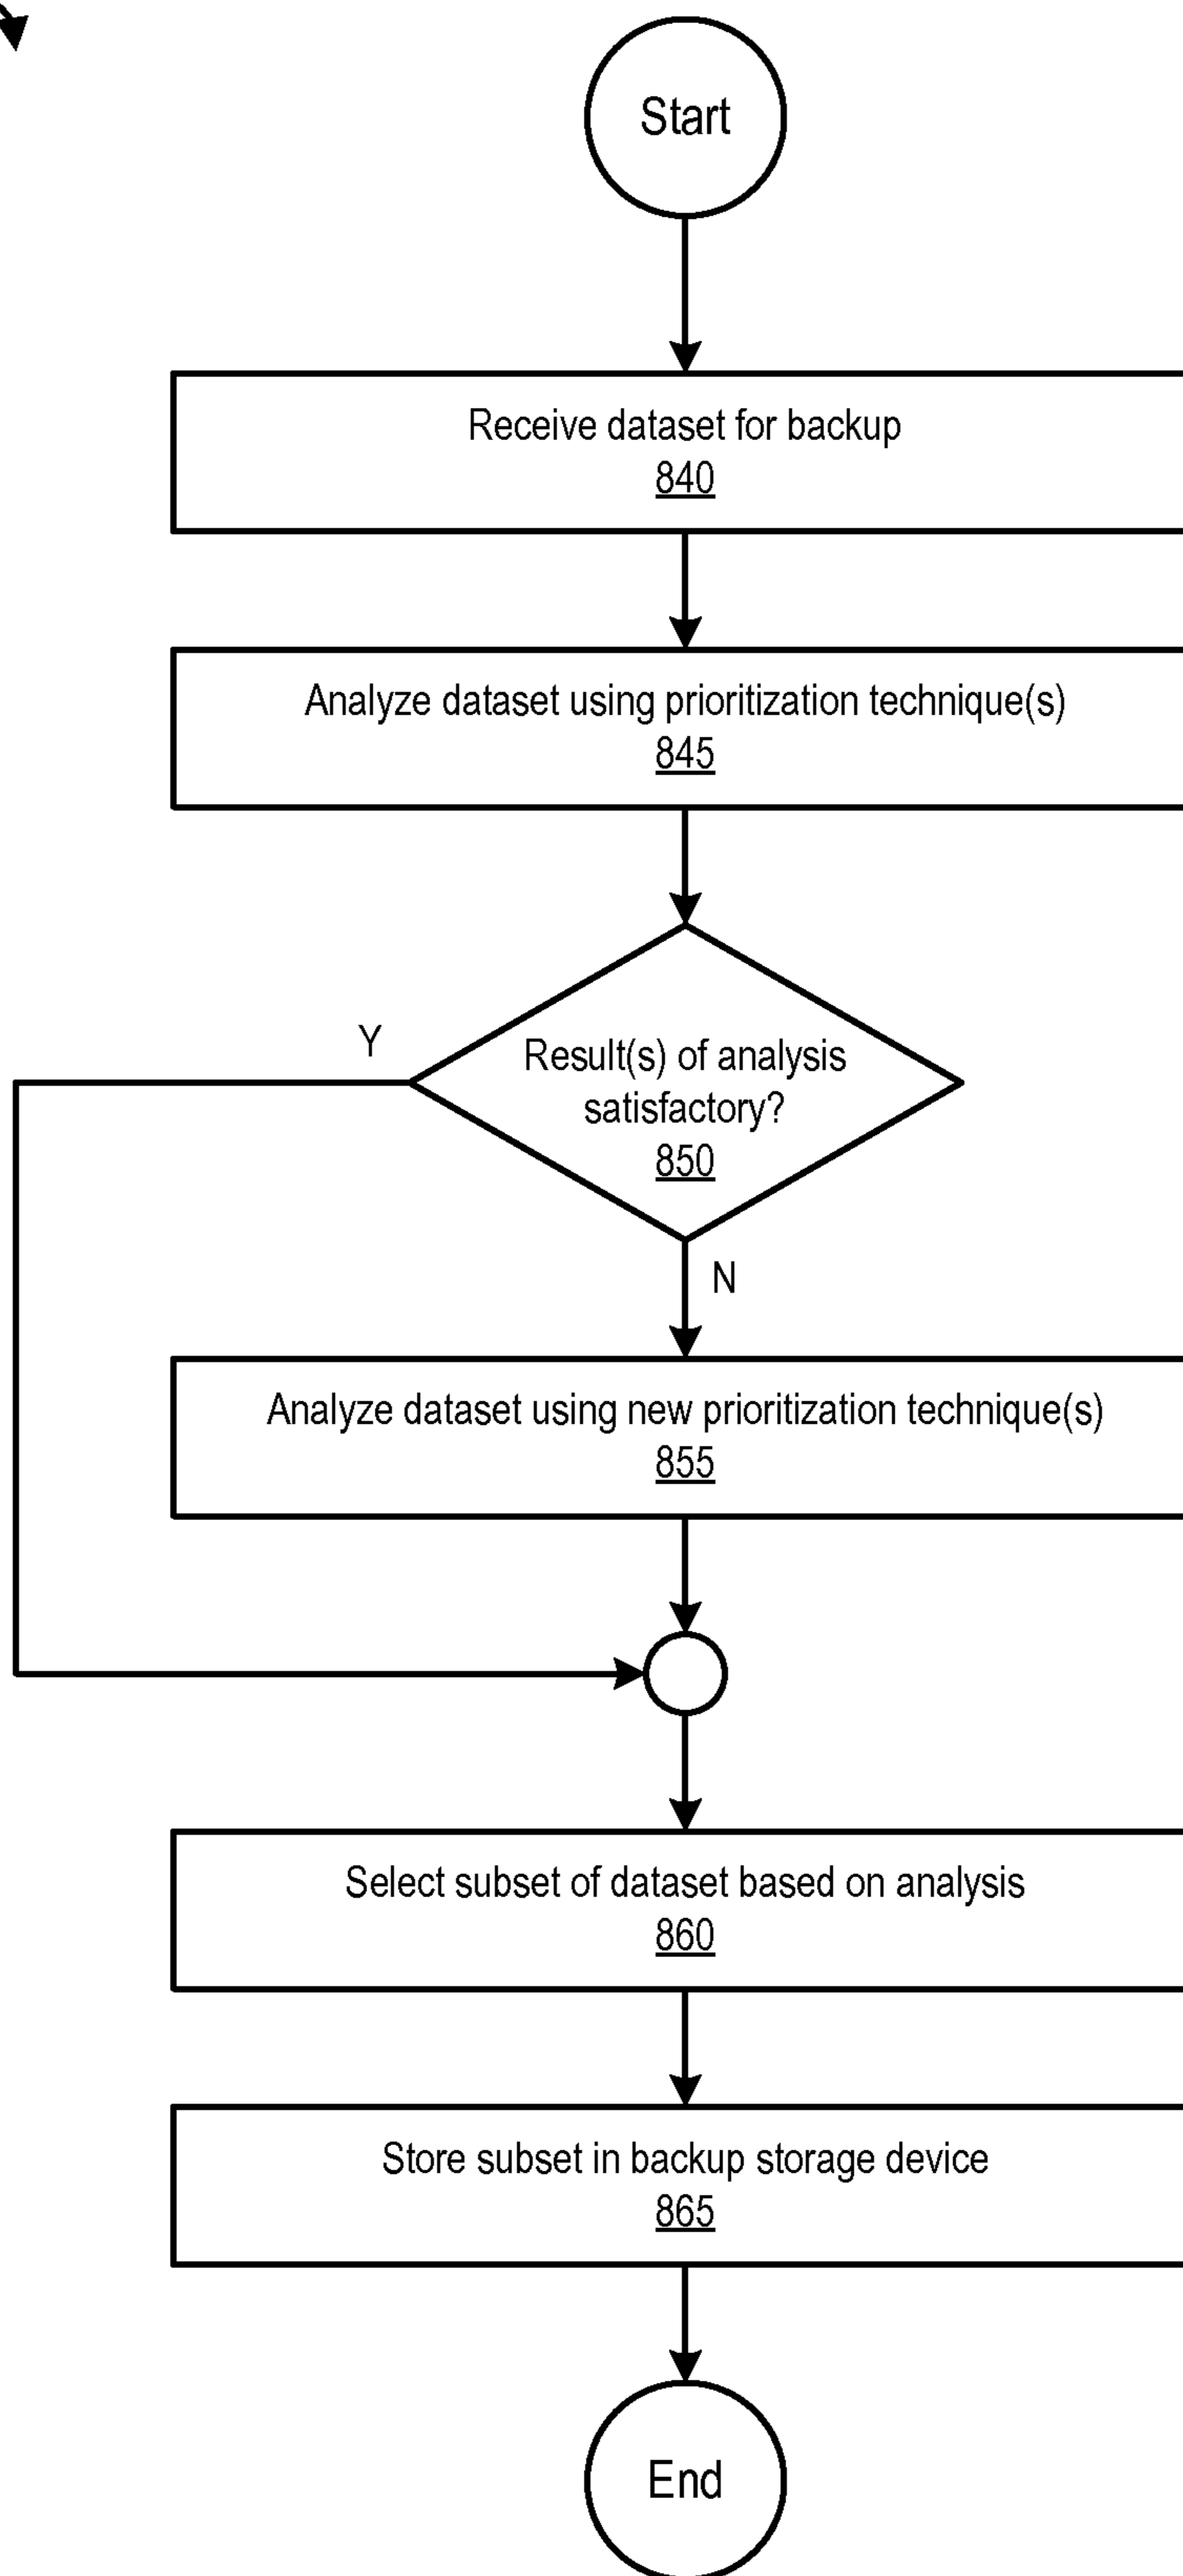 Start
Receive dataset for backup
840
Analyze dataset using prioritization technique(s)
845
Y
Result(s) of analysis
satisfactory?
850
N
Analyze dataset using new prioritization technique(s)
855
Select subset of dataset based on analysis
860
Store subset in backup storage device
865
End